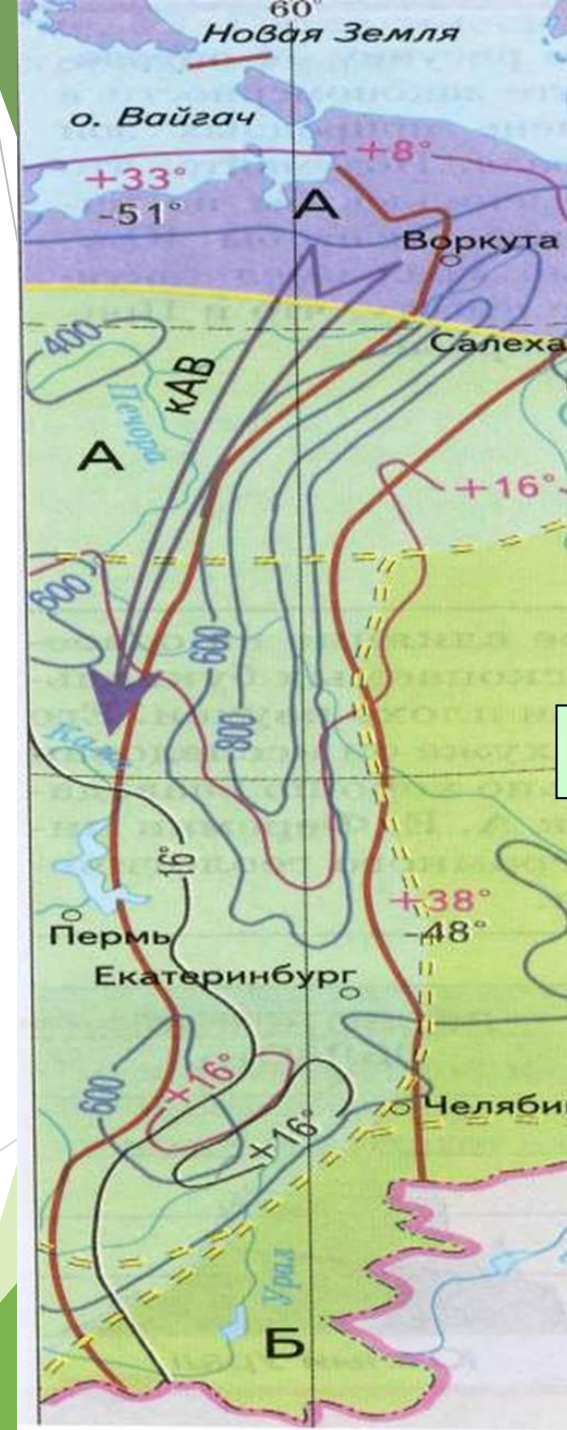 60°
Новая Земля
о. Вайгач
+8°
+33°
-51°
А
Воркута
Салеха
400
кАВ
Печора
А
+16°
600
600
800
16°
+38°
-48°
Пермь
Екатеринбург
600
+16°
+16°
Челяби
Урал
Б